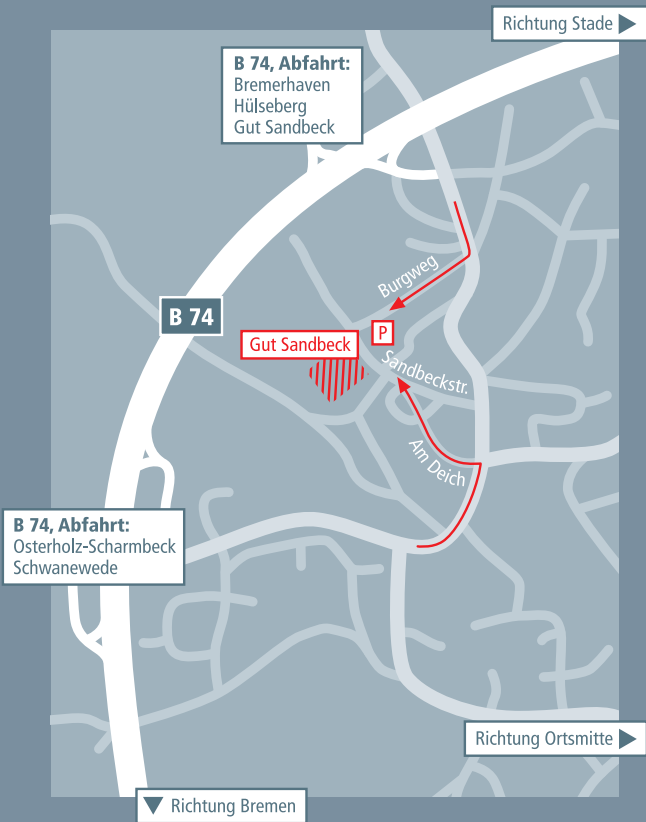 Richtung Stade
B 74, Abfahrt:
Bremerhaven
Hülseberg
Gut Sandbeck
Burgweg
B 74
P
Gut Sandbeck
Sandbeckstr.
Am Deich
B 74, Abfahrt:
Osterholz-Scharmbeck
Schwanewede
Richtung Ortsmitte
Richtung Bremen